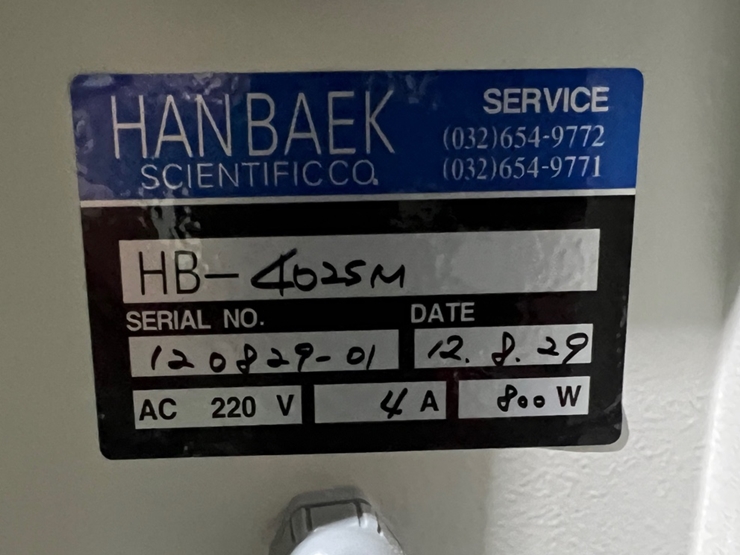 HANBAEK
SCIENTIFIC CO.
SERVICE
(032)654-9772
(032)654-9771
HB-4025M
SERIAL NO.
DATE
120829-01
12.8.29
AC 220 V
4 A
800 W